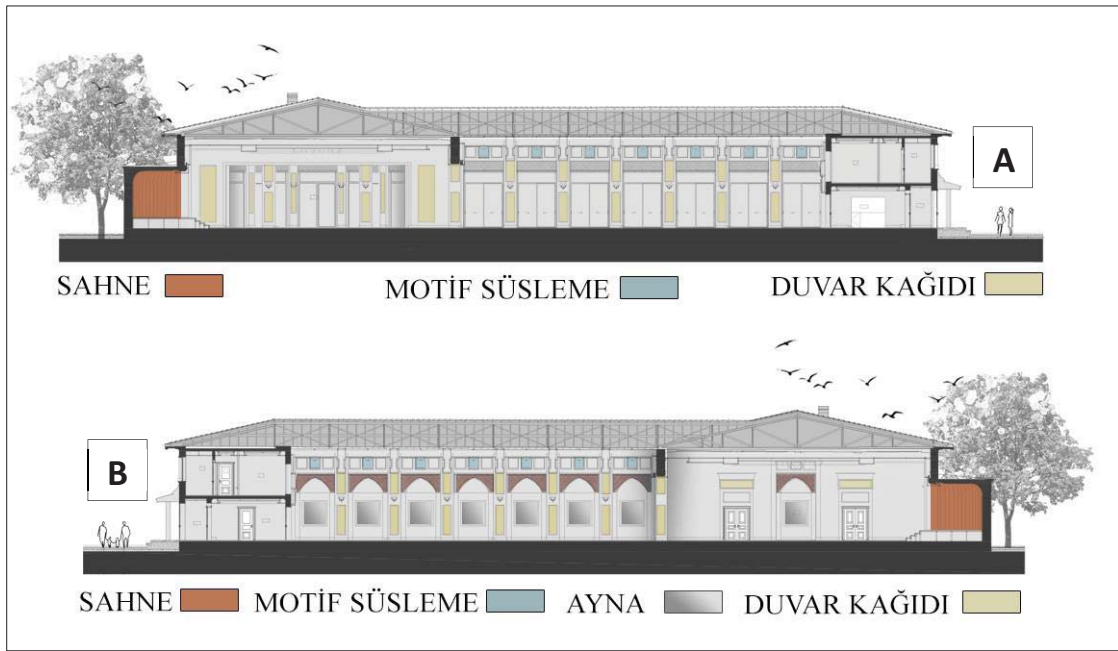 A
SAHNE MOTİF SÜSLEME DUVAR KAĞIDI
B
SAHNE MOTİF SÜSLEME AYNA DUVAR KAĞIDI